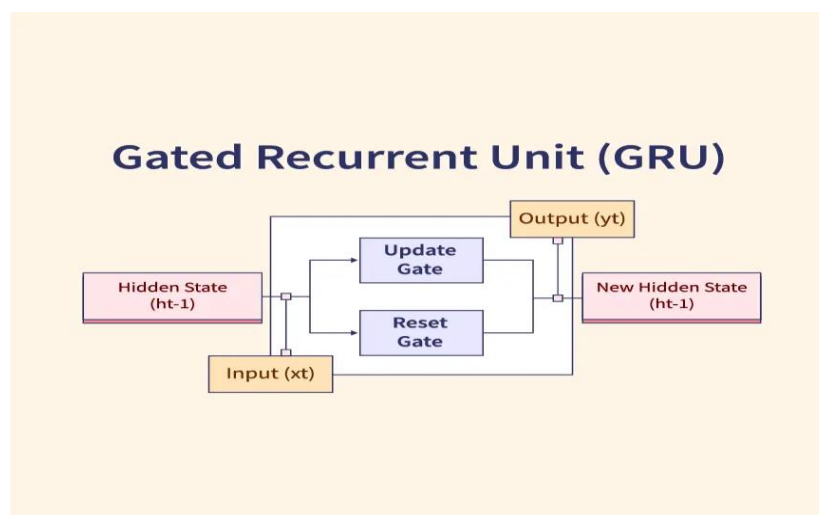 Gated Recurrent Unit (GRU)
Output (yt)
Update
Gate
Hidden State
(ht-1)
New Hidden State
(ht-1)
Reset
Gate
Input (xt)